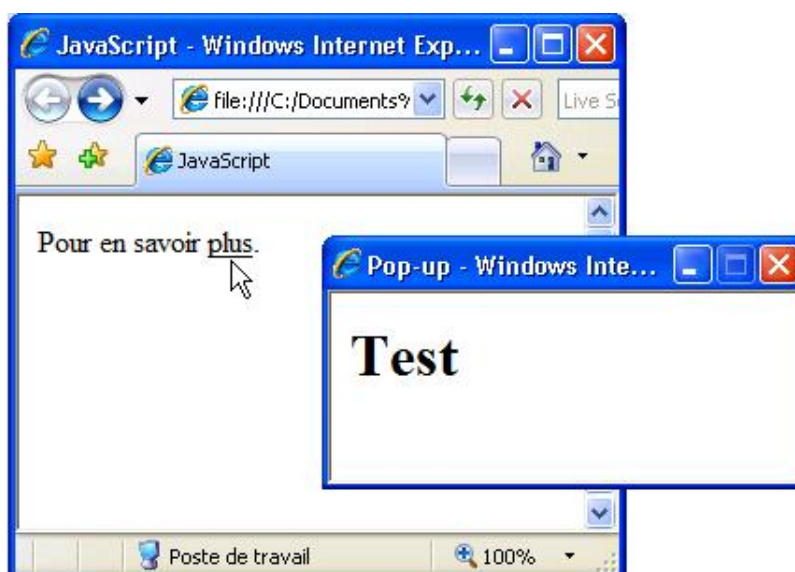 JavaScript - Windows Internet Exp...
file:///C:/Documents%
Live S
JavaScript
Pour en savoir plus.
Pop-up - Windows Inte...
Test
Poste de travail
100%